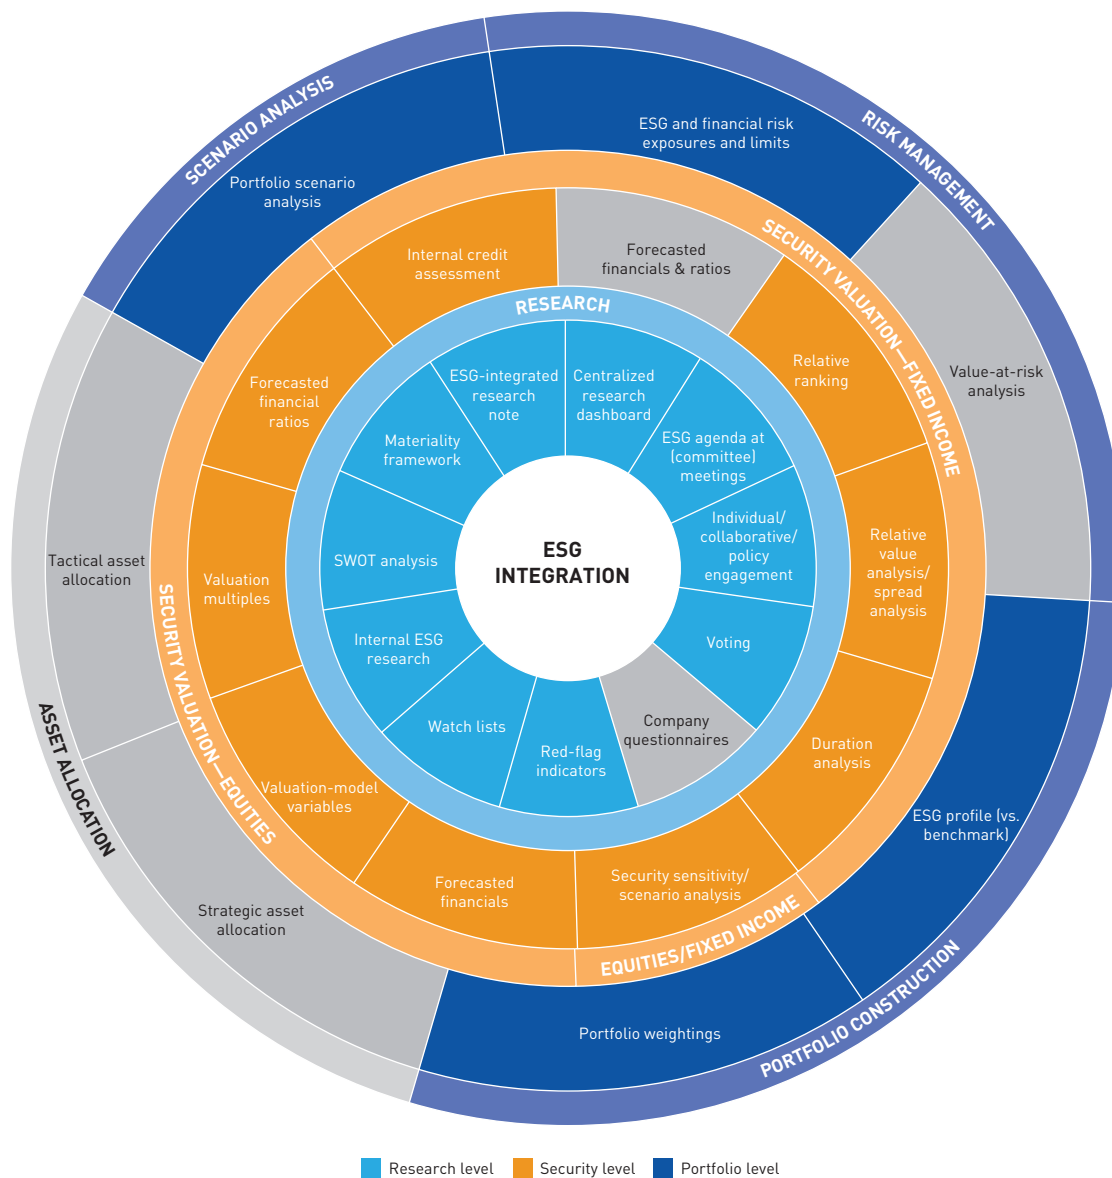 SCENARIO ANALYSIS
RISK MANAGEMENT
ESG and financial risk
exposures and limits
Portfolio scenario
analysis
SECURITY VALUATION—FIXED INCOME
Internal credit
assessment
Forecasted
financials & ratios
RESEARCH
Relative
ranking
Value-at-risk
analysis
Forecasted
financial
ratios
ESG-integrated
research
note
Centralized
research
dashboard
Materiality
framework
ESG agenda at
(committee)
meetings
Individual/
collaborative/
policy
engagement
Relative
value
analysis/
spread
analysis
ESG
INTEGRATION
Tactical asset
allocation
Valuation
multiples
SWOT analysis
SECURITY VALUATION—EQUITIES
Internal ESG
research
Voting
Watch lists
Red-flag
indicators
Company
questionnaires
Duration
analysis
ASSET ALLOCATION
Valuation-model
variables
ESG profile (vs.
benchmark)
Forecasted
financials
Security sensitivity/
scenario analysis
Strategic asset
allocation
EQUITIES/FIXED INCOME
PORTFOLIO CONSTRUCTION
Portfolio weightings
Research level
Security level
Portfolio level